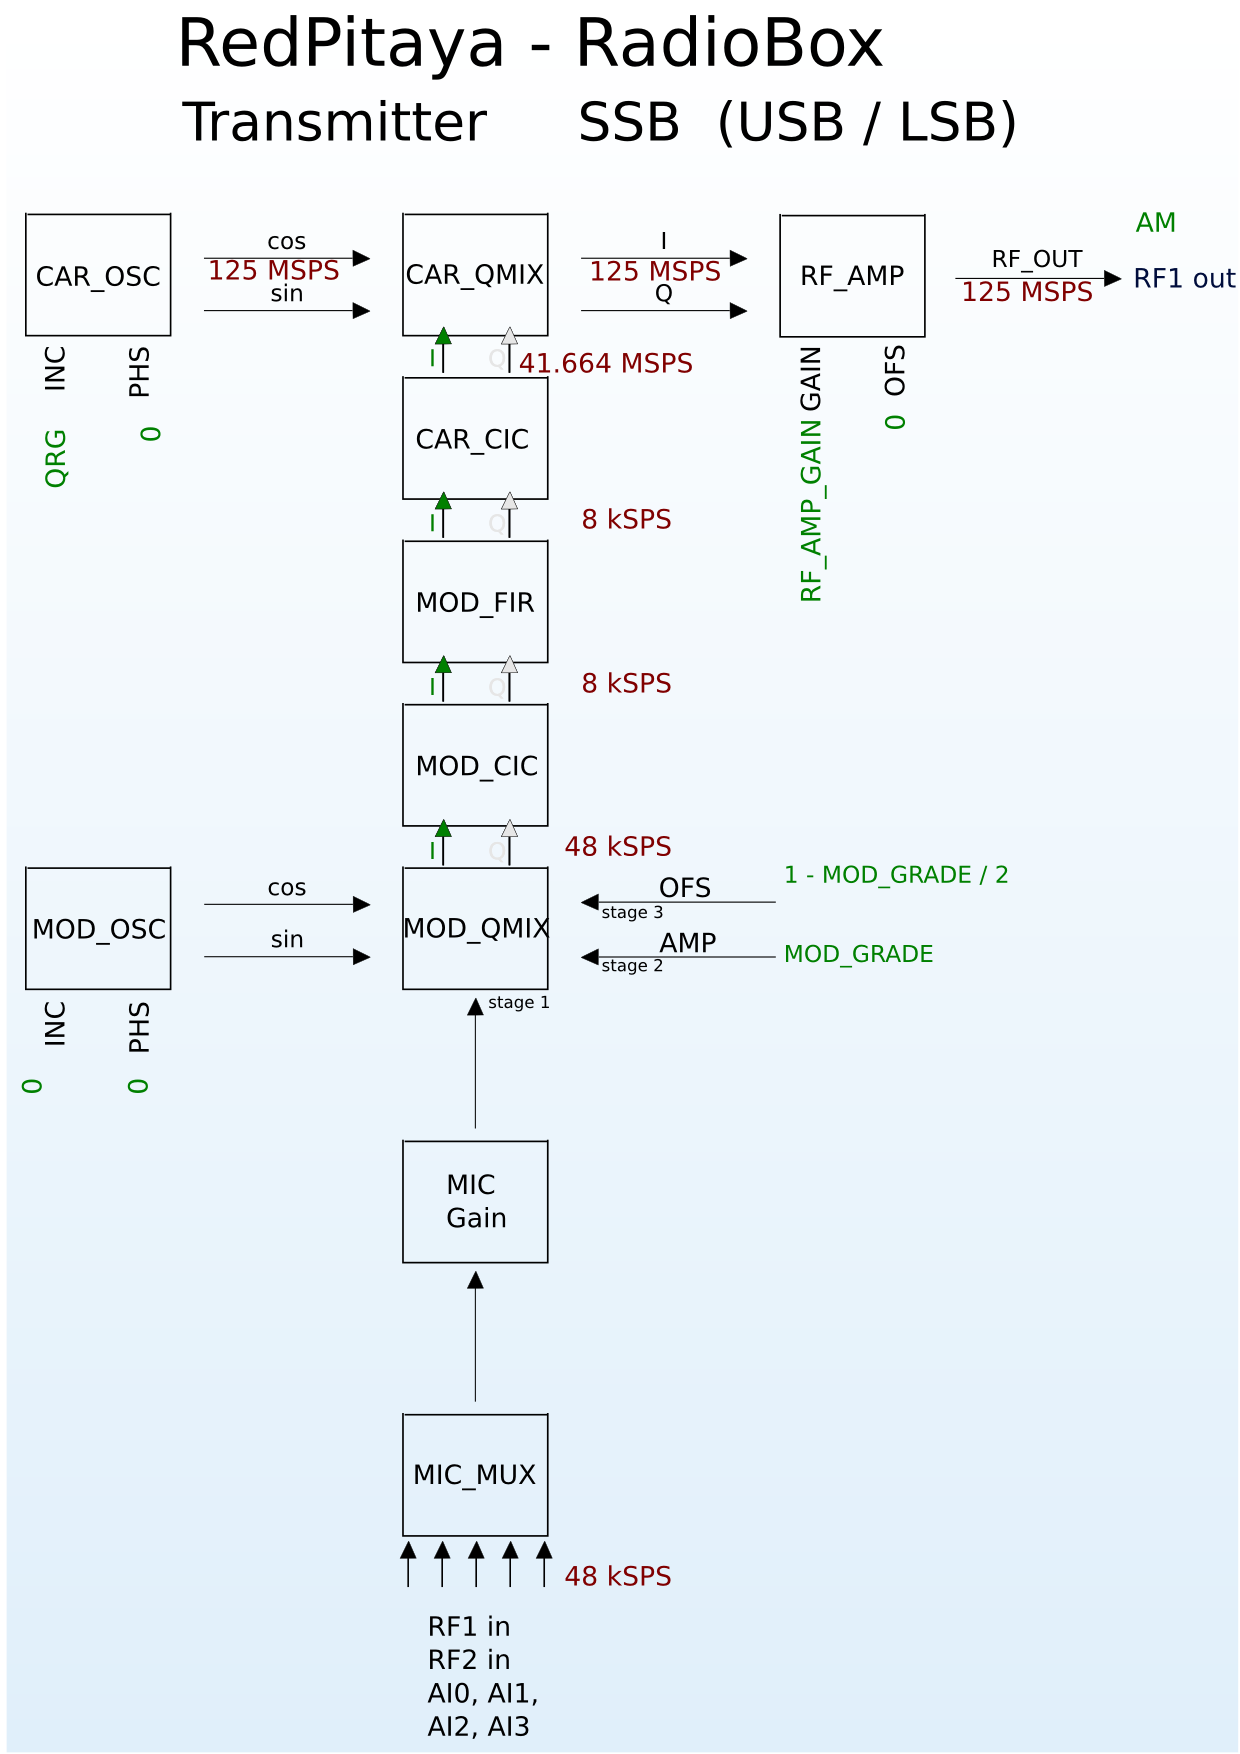 RedPitaya - RadioBox
Transmitter SSB (USB / LSB)
AM
CAR_OSC
cos
125 MSPS
sin
CAR_QMIX
I
125 MSPS
Q
RF_AMP
RF_OUT
125 MSPS
RF1 out
INC
PHS
QRG
0
I
Q
41.664 MSPS
GAIN
OFS
RF_AMP_GAIN
0
CAR_CIC
I
Q
8 kSPS
MOD_FIR
I
Q
8 kSPS
MOD_CIC
I
Q
48 kSPS
MOD_OSC
cos
sin
MOD_QMIX
OFS
stage 3
1 - MOD_GRADE / 2
AMP
stage 2
MOD_GRADE
INC
PHS
0
0
stage 1
MIC
Gain
MIC_MUX
48 kSPS
RF1 in
RF2 in
AI0, AI1,
AI2, AI3